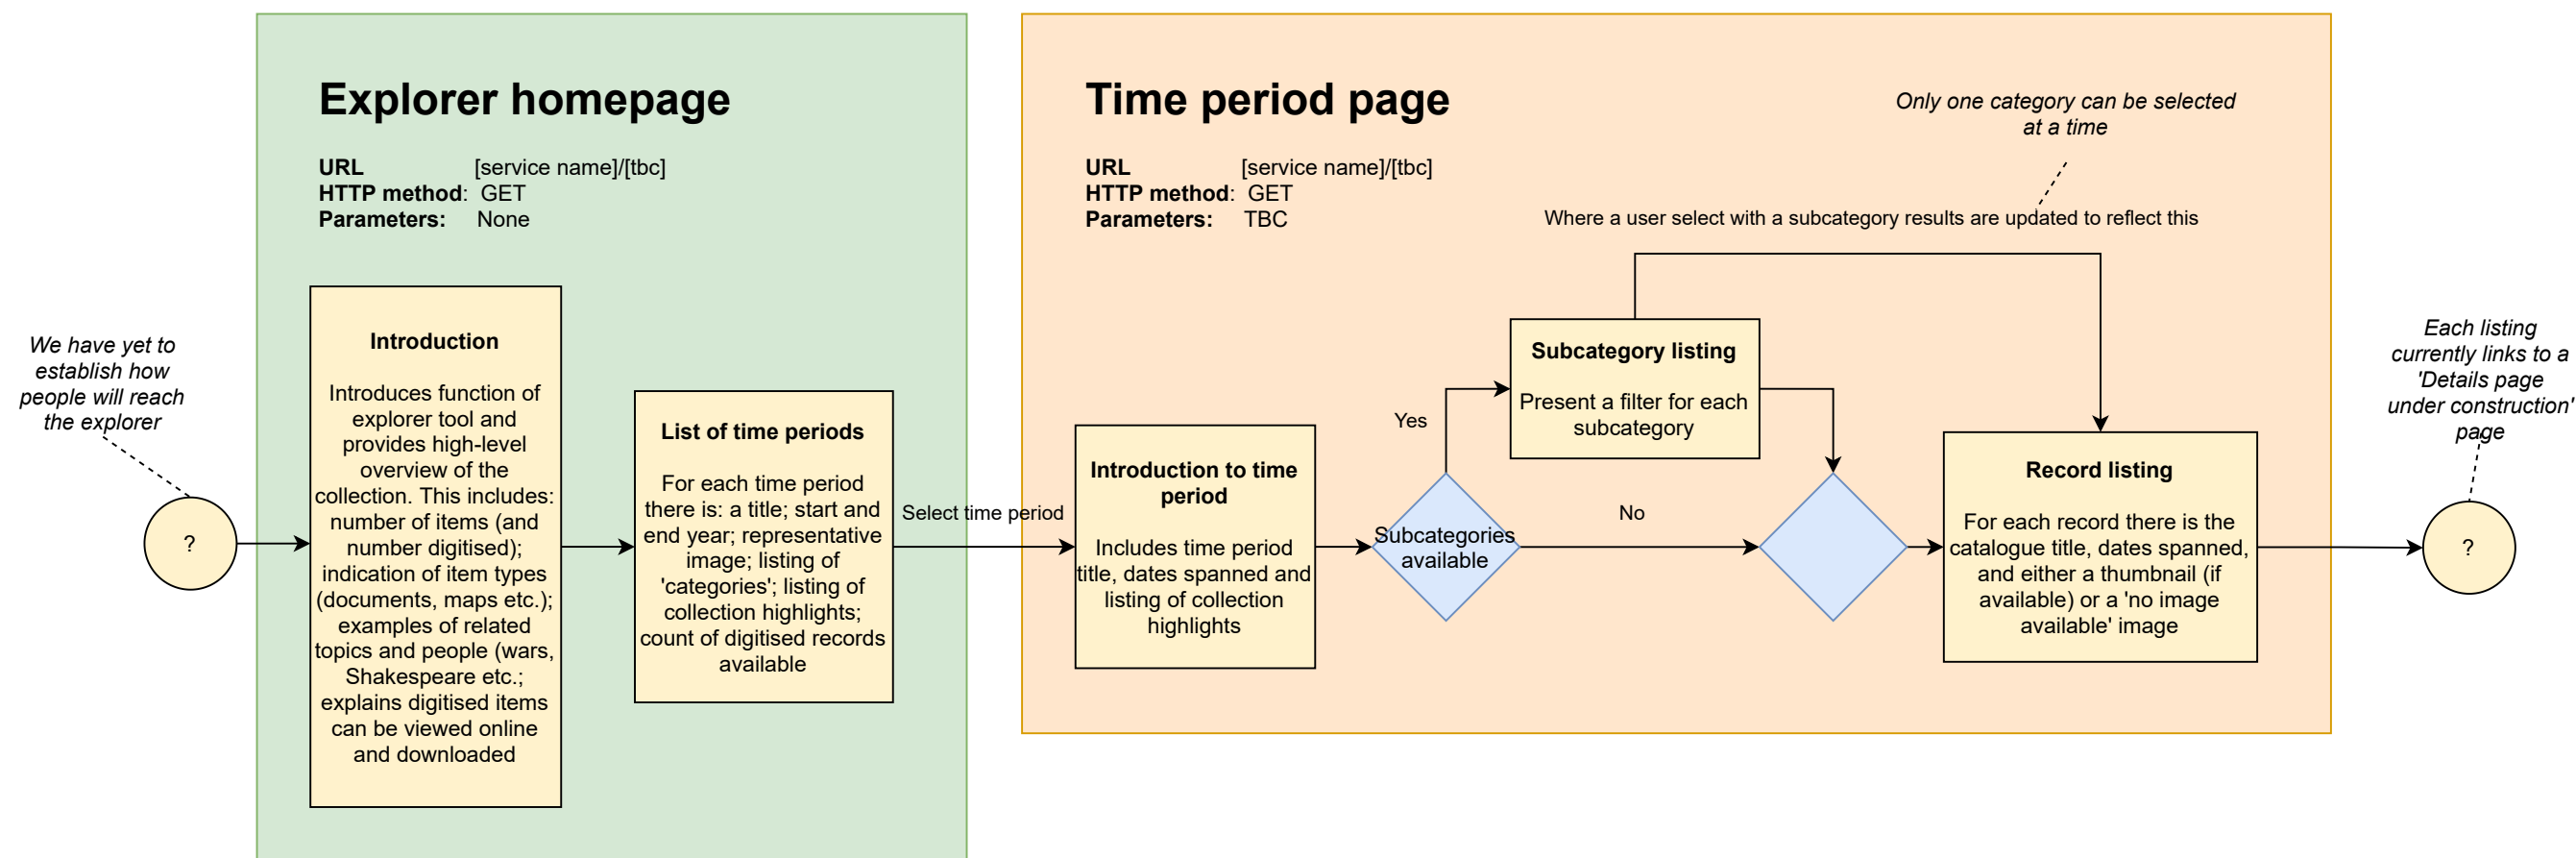 We have yet to
establish how
people will reach
the explorer
?
Explorer homepage
URL [service name]/[tbc]
HTTP method: GET
Parameters: None
Introduction
Introduces function of
explorer tool and
provides high-level
overview of the
collection. This includes:
number of items (and
number digitised);
indication of item types
(documents, maps etc.);
examples of related
topics and people (wars,
Shakespeare etc.;
explains digitised items
can be viewed online
and downloaded
List of time periods
For each time period
there is: a title; start and
end year; representative
image; listing of
'categories'; listing of
collection highlights;
count of digitised records
available
Select time period
Time period page
URL [service name]/[tbc]
HTTP method: GET
Parameters: TBC
Only one category can be selected
at a time
Where a user select with a subcategory results are updated to reflect this
Introduction to time
period
Includes time period
title, dates spanned and
listing of collection
highlights
Subcategories
available
Yes
No
Subcategory listing
Present a filter for each
subcategory
Record listing
For each record there is the
catalogue title, dates spanned,
and either a thumbnail (if
available) or a 'no image
available' image
Each listing
currently links to a
'Details page
under construction'
page
?